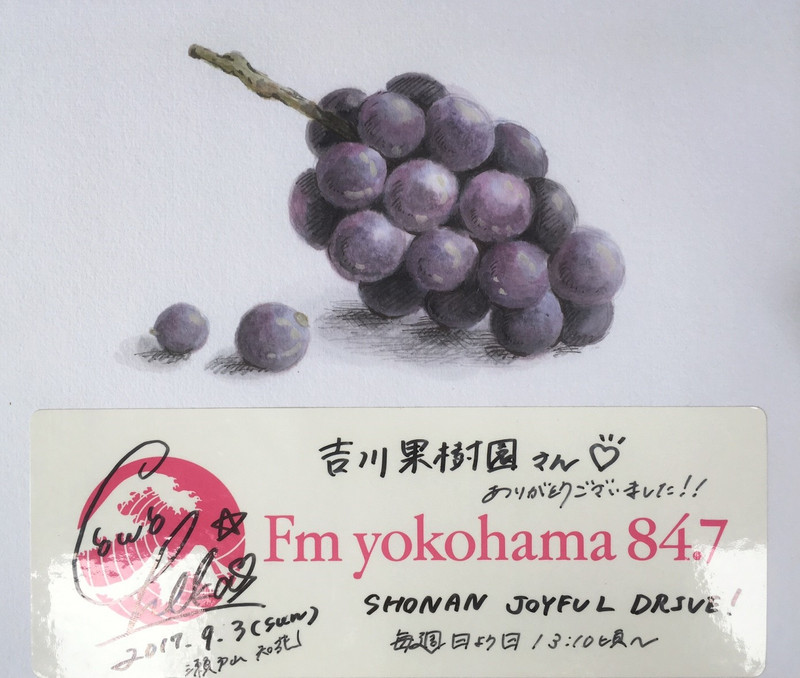 吉川果樹園さん♡
ありがとうございました!!
Fm yokohama 84.7
SHONAN JOYFUL DRIVE!
毎週日よう日 13:10頃〜
2017.9.3(sun)